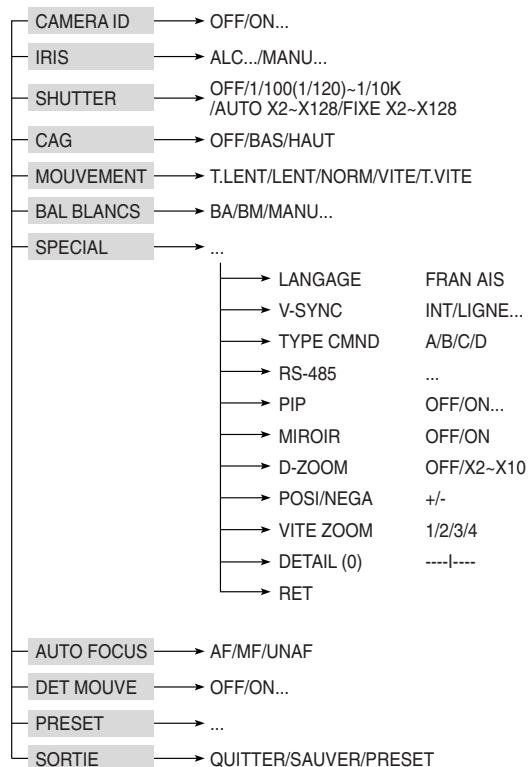 CAMERA ID OFF/ON...
IRIS ALC.../MANU...
SHUTTER OFF/1/100(1/120)~1/10K
/AUTO X2~X128/FIXE X2~X128
CAG OFF/BAS/HAUT
MOUVEMENT T.LENT/LENT/NORM/VITE/T.VITE
BAL BLANCS BA/BM/MANU...
SPECIAL ...
LANGAGE FRAN AIS
V-SYNC INT/LIGNE...
TYPE CMND A/B/C/D
RS-485 ...
PIP OFF/ON...
MIROIR OFF/ON
D-ZOOM OFF/X2~X10
POSI/NEGA +/-
VITE ZOOM 1/2/3/4
DETAIL (0) ----I----
RET
AUTO FOCUS AF/MF/UNAF
DET MOUVE OFF/ON...
PRESET ...
SORTIE QUITTER/SAUVER/PRESET